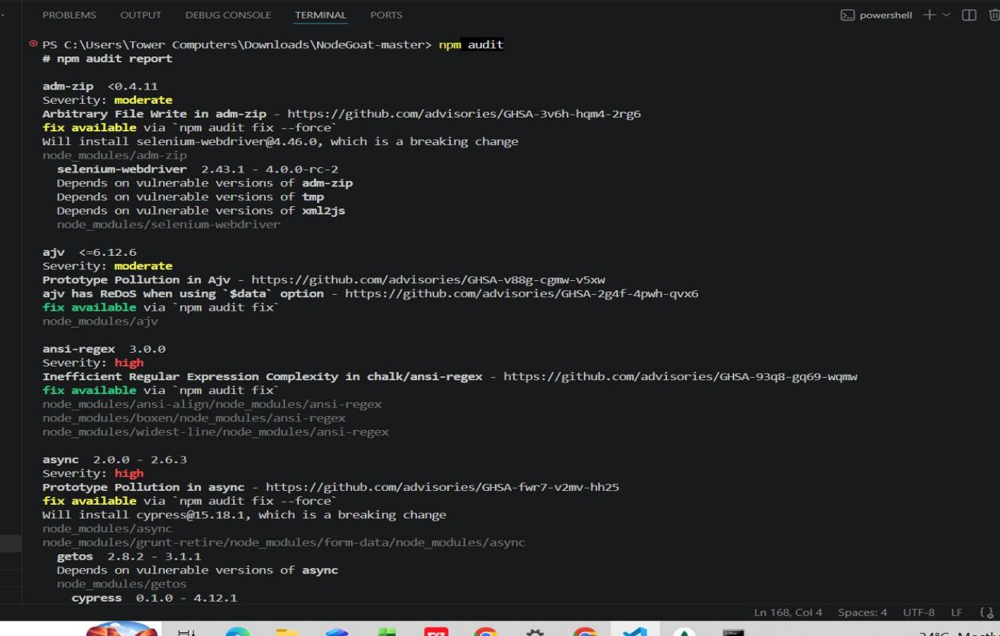 PROBLEMS OUTPUT DEBUG CONSOLE TERMINAL PORTS powershell
PS C:\Users\Tower Computers\Downloads\NodeGoat-master> npm audit
# npm audit report
adm-zip  <0.4.11
Severity: moderate
Arbitrary File Write in adm-zip - https://github.com/advisories/GHSA-3v6h-hqm4-2rg6
fix available via `npm audit fix --force`
Will install selenium-webdriver@4.46.0, which is a breaking change
node_modules/adm-zip
selenium-webdriver  2.43.1 - 4.0.0-rc-2
Depends on vulnerable versions of adm-zip
Depends on vulnerable versions of tmp
Depends on vulnerable versions of xml2js
node_modules/selenium-webdriver
ajv  <=6.12.6
Severity: moderate
Prototype Pollution in Ajv - https://github.com/advisories/GHSA-v88g-cgmw-v5xw
ajv has ReDoS when using `$data` option - https://github.com/advisories/GHSA-2g4f-4pwh-qvx6
fix available via `npm audit fix`
node_modules/ajv
ansi-regex  3.0.0
Severity: high
Inefficient Regular Expression Complexity in chalk/ansi-regex - https://github.com/advisories/GHSA-93q8-gq69-wqmw
fix available via `npm audit fix`
node_modules/ansi-align/node_modules/ansi-regex
node_modules/boxen/node_modules/ansi-regex
node_modules/widest-line/node_modules/ansi-regex
async  2.0.0 - 2.6.3
Severity: high
Prototype Pollution in async - https://github.com/advisories/GHSA-fwr7-v2mv-hh25
fix available via `npm audit fix --force`
Will install cypress@15.18.1, which is a breaking change
node_modules/async
node_modules/grunt-retire/node_modules/form-data/node_modules/async
getos  2.8.2 - 3.1.1
Depends on vulnerable versions of async
node_modules/getos
cypress  0.1.0 - 4.12.1
Ln 168, Col 4 Spaces: 4 UTF-8 LF {}